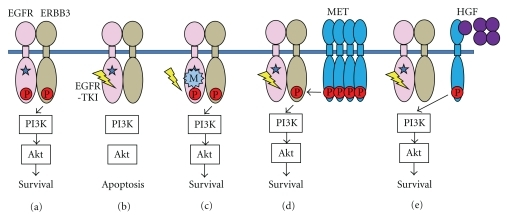 EGFR ERBB3 MET HGF
EGFR
-TKI
M
P P P P P P P P P P
PI3K PI3K PI3K PI3K
Akt Akt Akt Akt Akt
Survival Apoptosis Survival Survival Survival
(a) (b) (c) (d) (e)